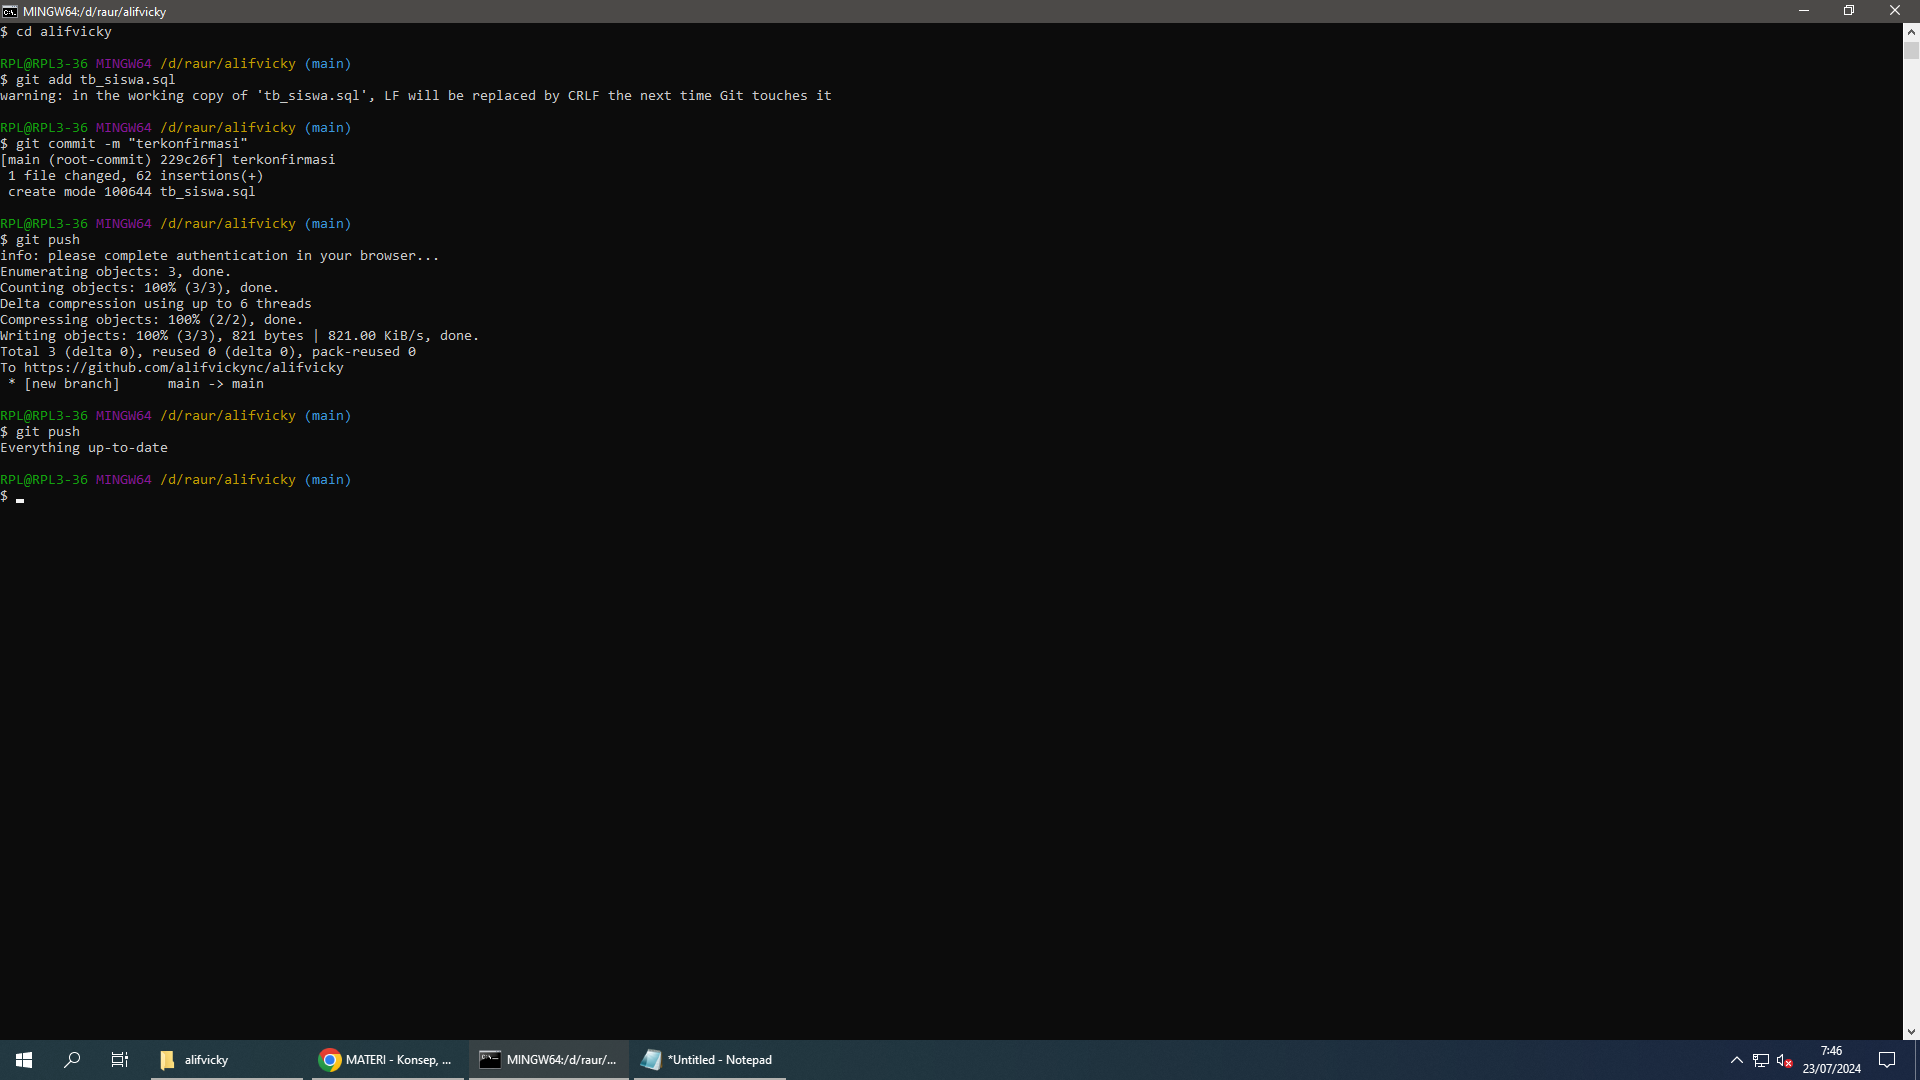 MINGW64:/d/raur/alifvicky
$ cd alifvicky
RPL@RPL3-36 MINGW64 /d/raur/alifvicky (main)
$ git add tb_siswa.sql
warning: in the working copy of 'tb_siswa.sql', LF will be replaced by CRLF the next time Git touches it
RPL@RPL3-36 MINGW64 /d/raur/alifvicky (main)
$ git commit -m "terkonfirmasi"
[main (root-commit) 229c26f] terkonfirmasi
1 file changed, 62 insertions(+)
create mode 100644 tb_siswa.sql
RPL@RPL3-36 MINGW64 /d/raur/alifvicky (main)
$ git push
info: please complete authentication in your browser...
Enumerating objects: 3, done.
Counting objects: 100% (3/3), done.
Delta compression using up to 6 threads
Compressing objects: 100% (2/2), done.
Writing objects: 100% (3/3), 821 bytes | 821.00 KiB/s, done.
Total 3 (delta 0), reused 0 (delta 0), pack-reused 0
To https://github.com/alifvickync/alifvicky
* [new branch]      main -> main
RPL@RPL3-36 MINGW64 /d/raur/alifvicky (main)
$ git push
Everything up-to-date
RPL@RPL3-36 MINGW64 /d/raur/alifvicky (main)
$
alifvicky
MATERI - Konsep, ...
MINGW64:/d/raur/...
*Untitled - Notepad
7:46
23/07/2024